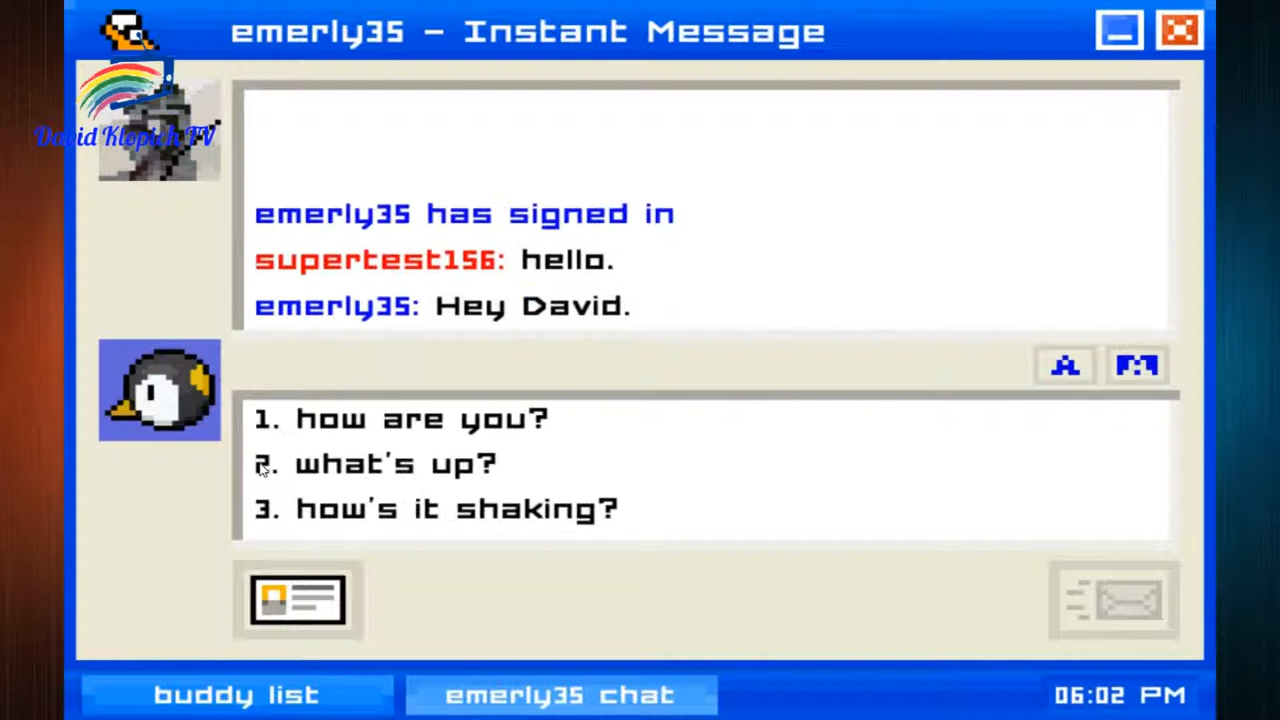 emerly35 - Instant Message
David Klopich TV
emerly35 has signed in
supertest156: hello.
emerly35: Hey David.
A
1. how are you?
2. what's up?
3. how's it shaking?
buddy list
emerly35 chat
06:02 PM